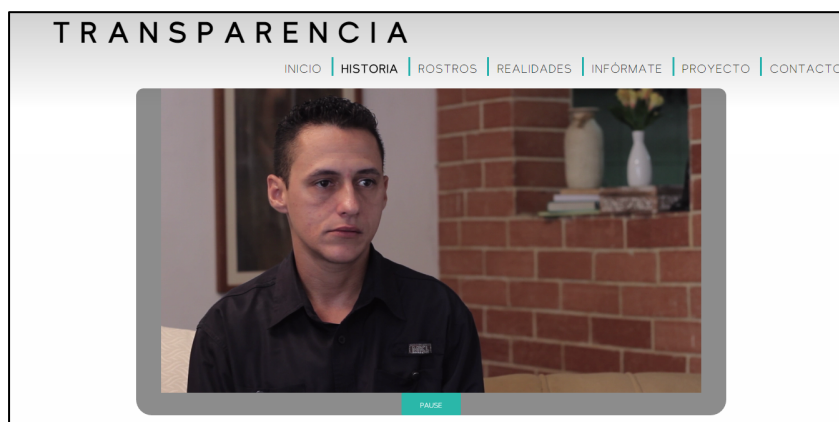 TRANSPARENCIA
INICIO HISTORIA ROSTROS REALIDADES INFÓRMATE PROYECTO CONTACTO
PAUSE